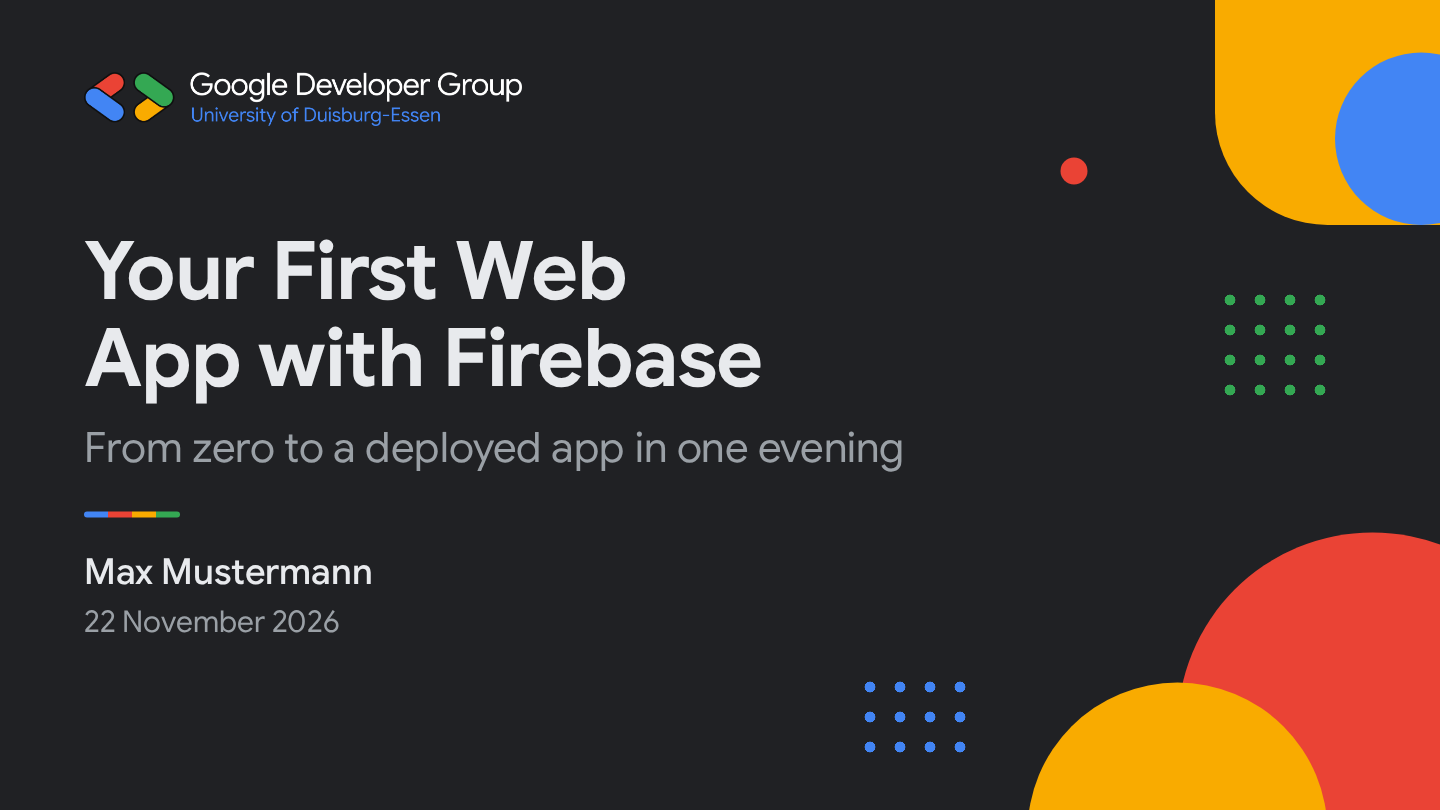 Google Developer Group
University of Duisburg-Essen
Your First Web
App with Firebase
From zero to a deployed app in one evening
Max Mustermann
22 November 2026